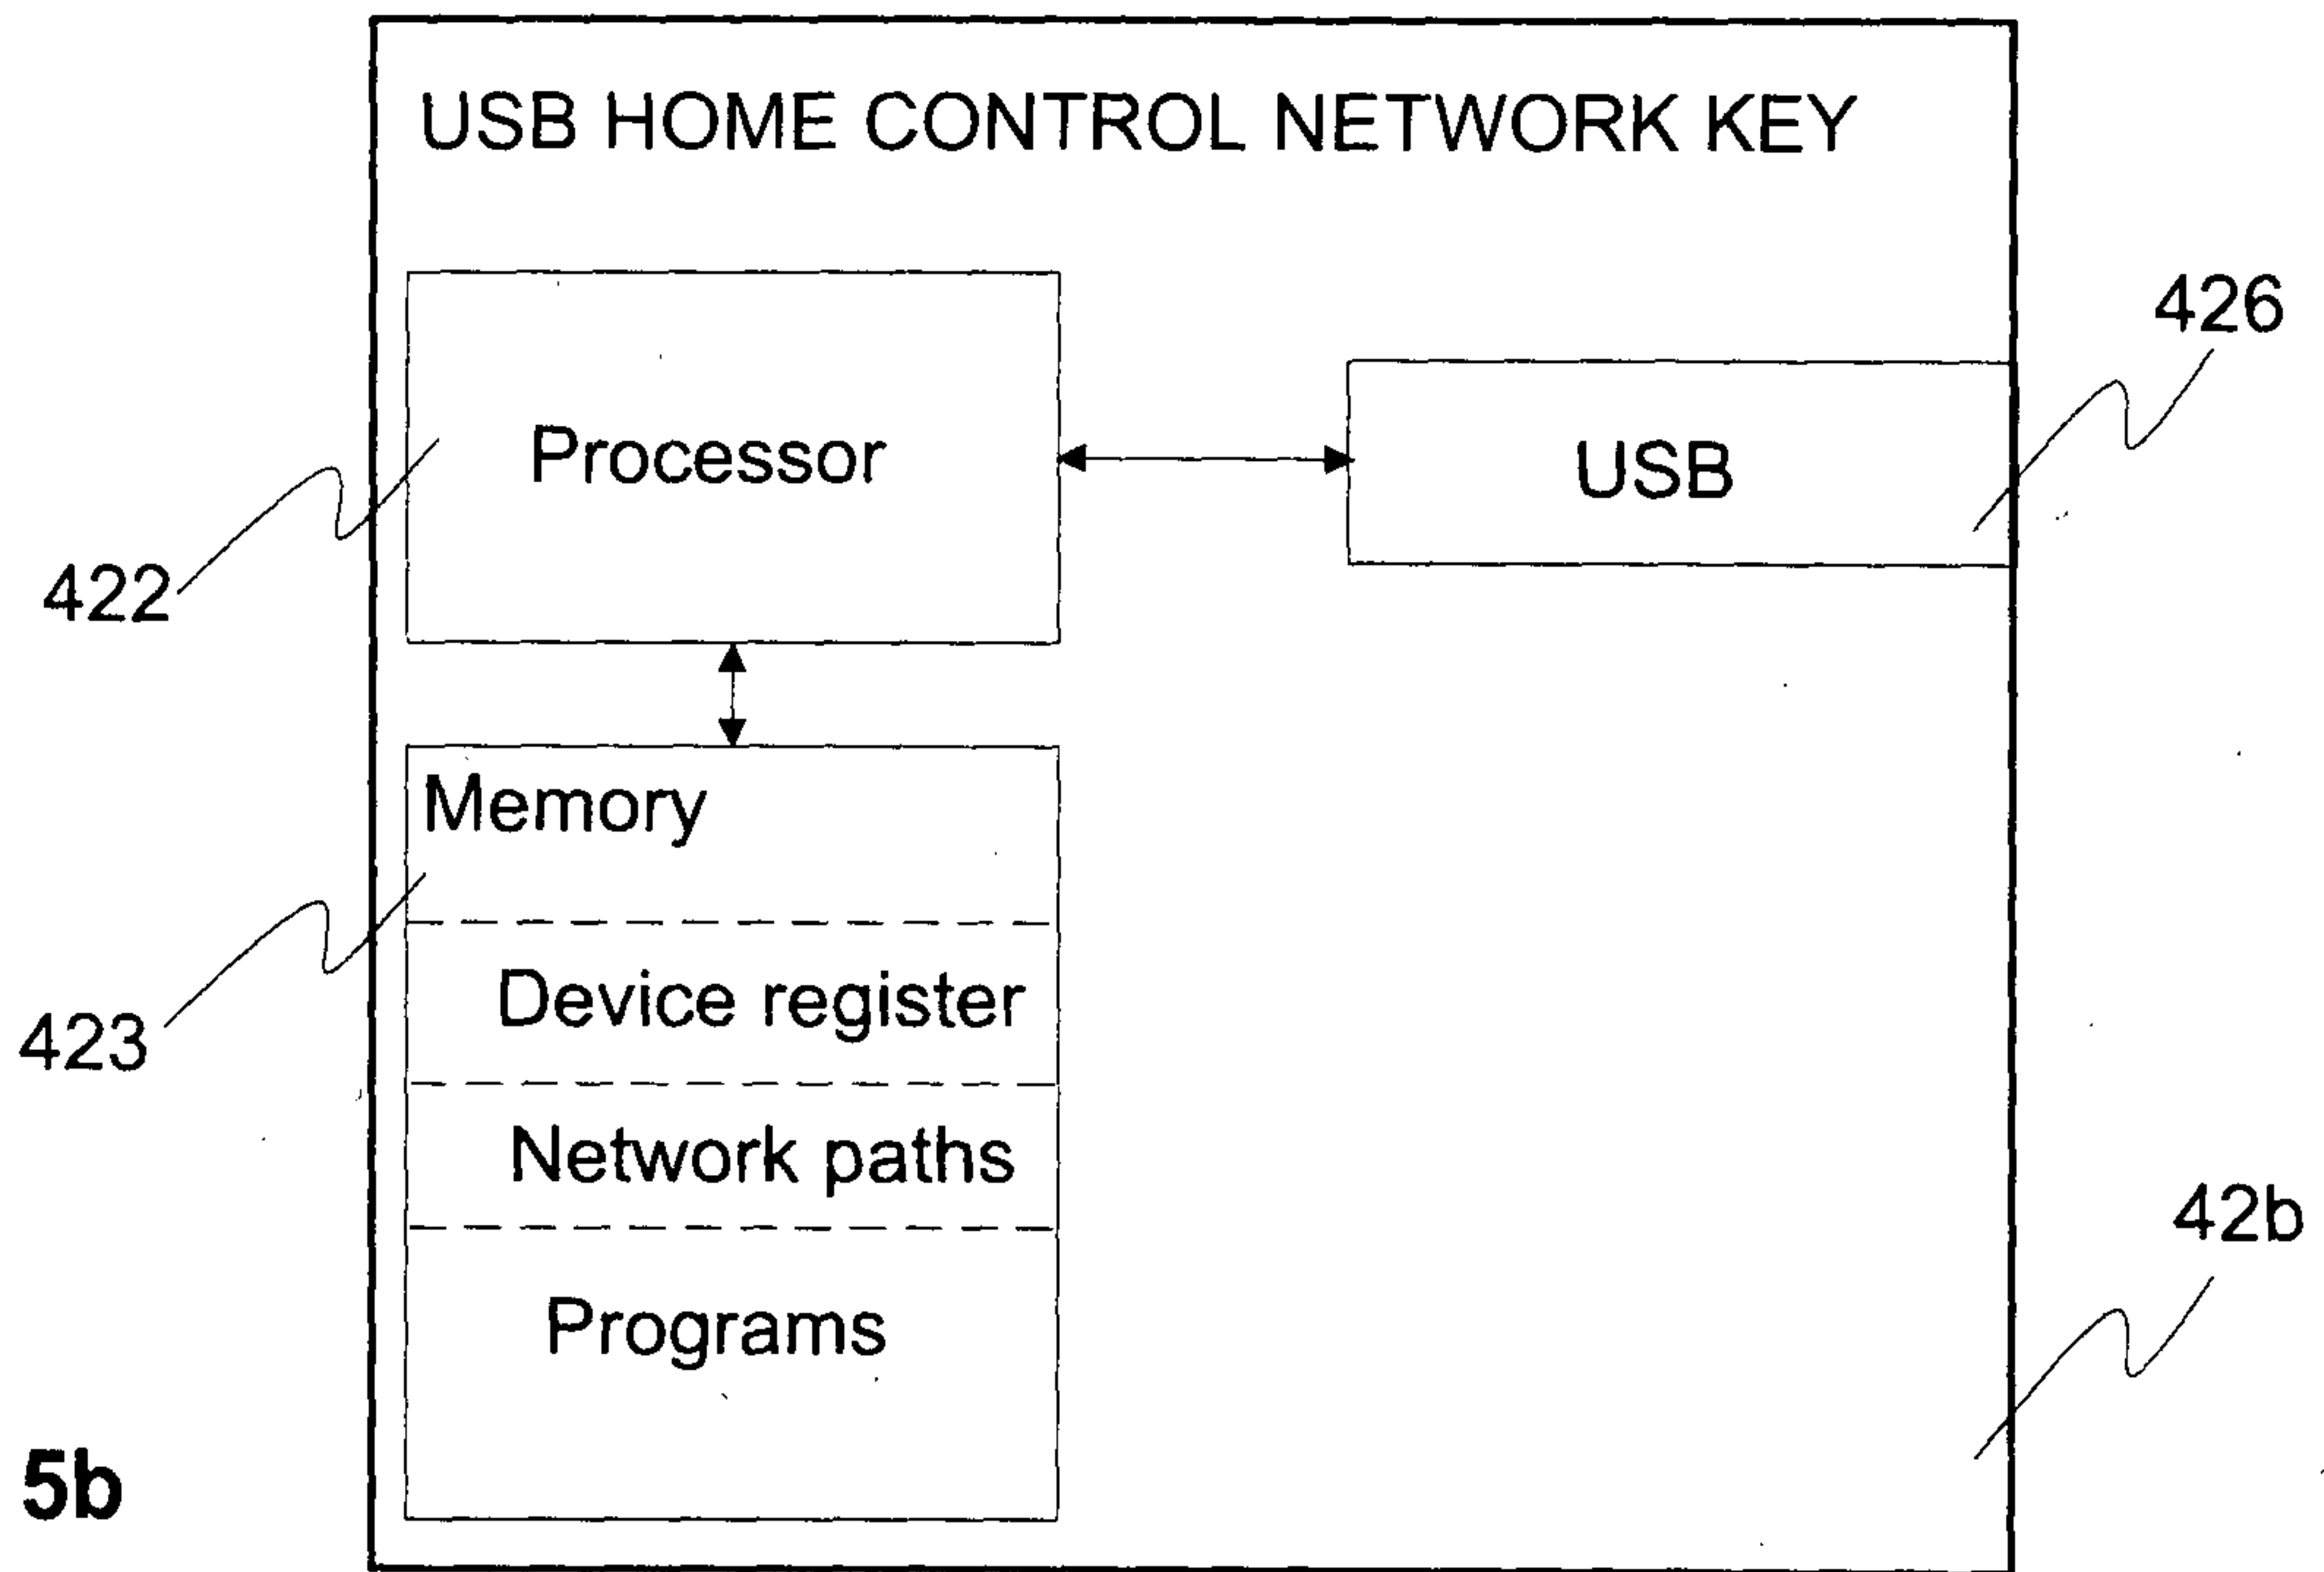 USB HOME CONTROL NETWORK KEY
426
Processor
USB
422
Memory
Device register
423
Network paths
42b
Programs
5b